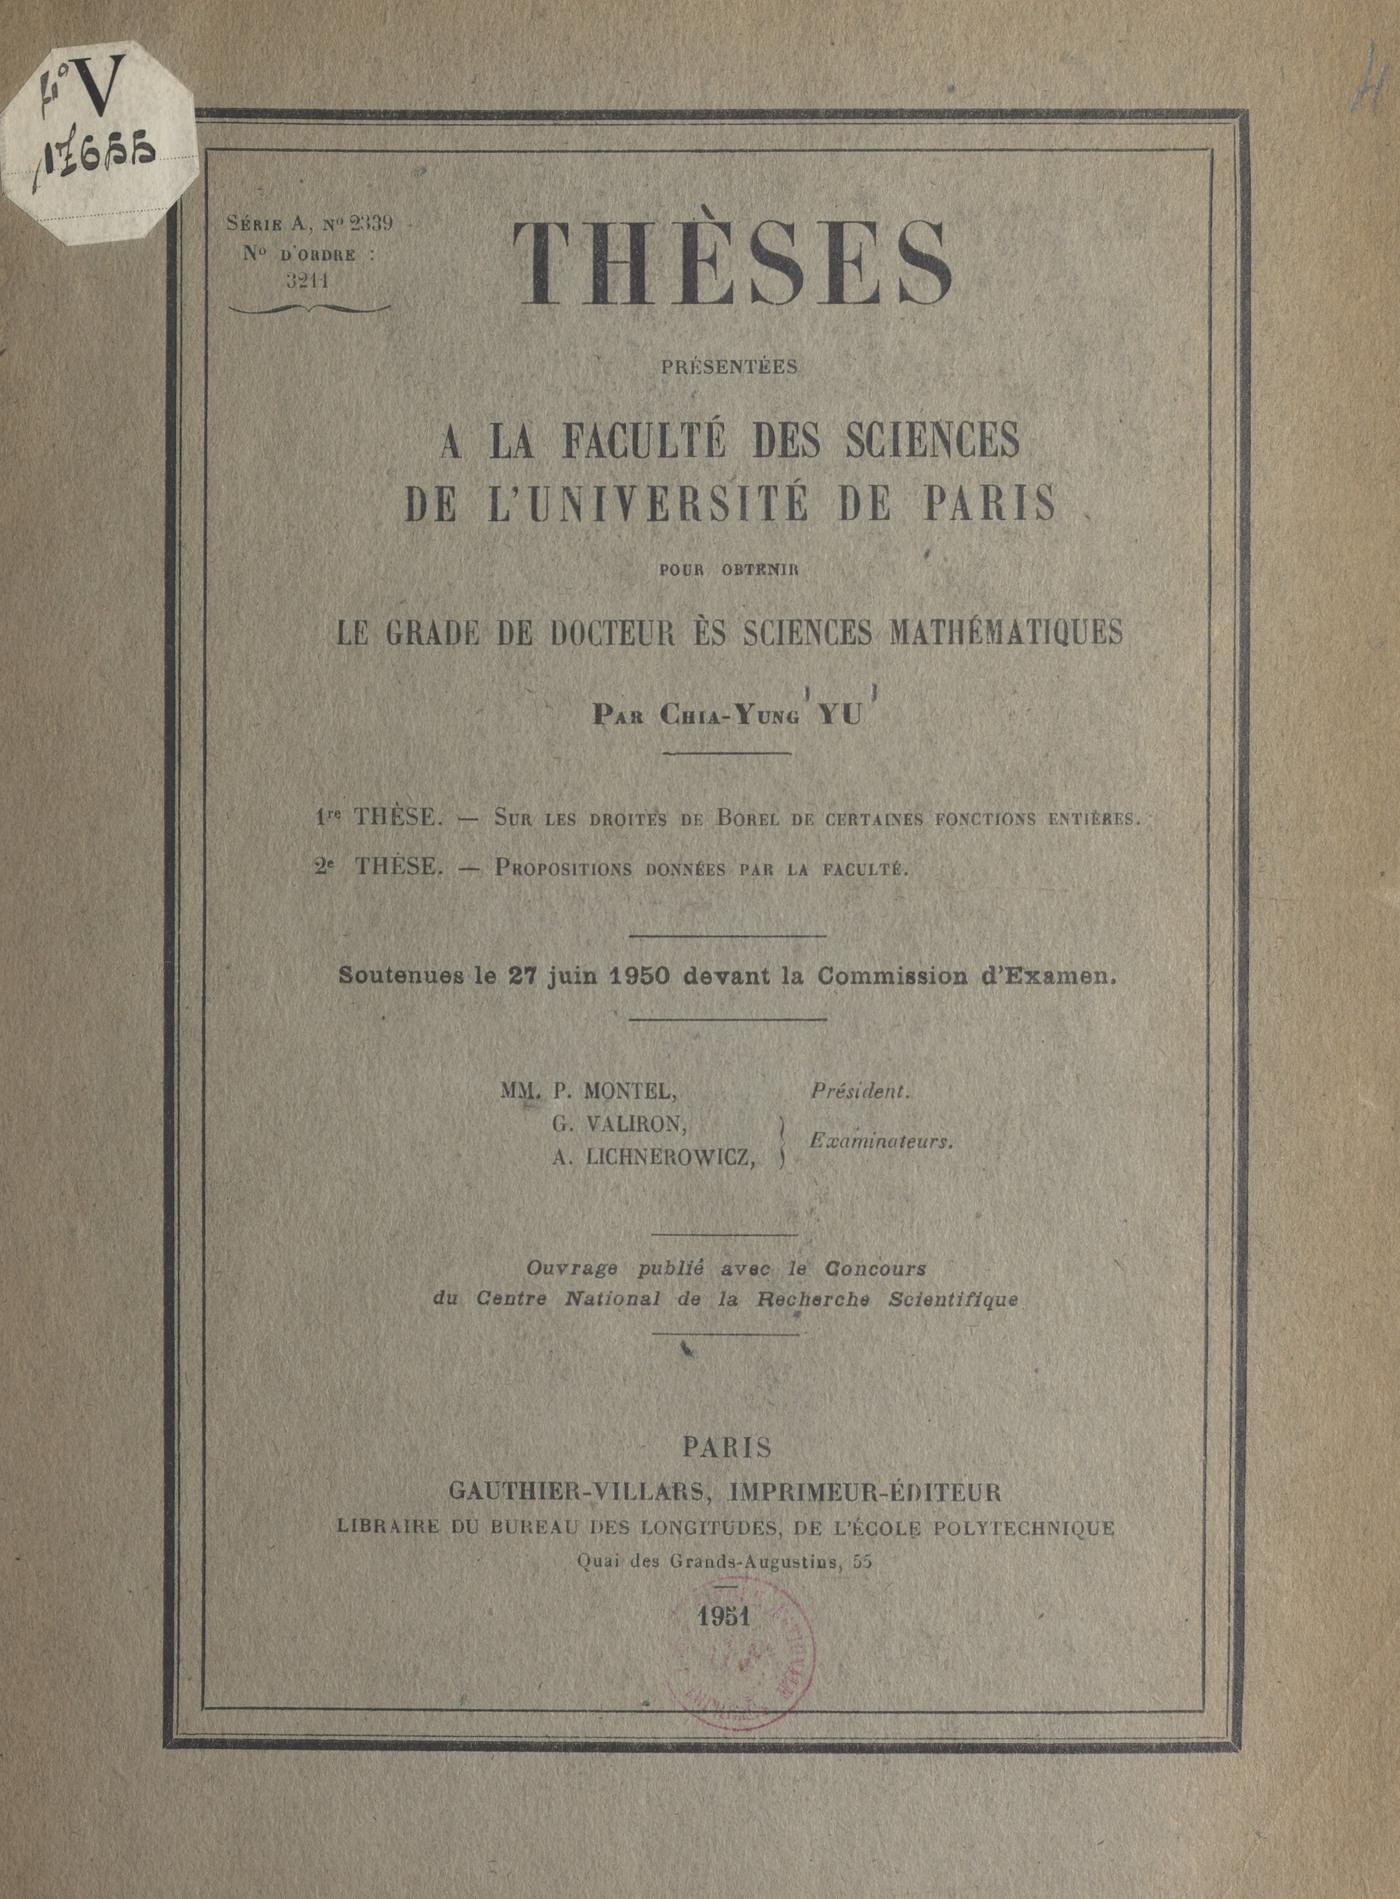 4° V
17655
SÉRIE A, N° 2339
N° D'ORDRE :
3211
THÈSES
PRÉSENTÉES
A LA FACULTÉ DES SCIENCES
DE L'UNIVERSITÉ DE PARIS
POUR OBTENIR
LE GRADE DE DOCTEUR ÈS SCIENCES MATHÉMATIQUES
PAR CHIA-YUNG YU
1re THÈSE. — SUR LES DROITES DE BOREL DE CERTAINES FONCTIONS ENTIÈRES.
2e THÈSE. — PROPOSITIONS DONNÉES PAR LA FACULTÉ.
Soutenues le 27 juin 1950 devant la Commission d'Examen.
MM. P. MONTEL, Président.
G. VALIRON,
Examinateurs.
A. LICHNEROWICZ,
Ouvrage publié avec le Concours
du Centre National de la Recherche Scientifique
PARIS
GAUTHIER-VILLARS, IMPRIMEUR-ÉDITEUR
LIBRAIRE DU BUREAU DES LONGITUDES, DE L'ÉCOLE POLYTECHNIQUE
Quai des Grands-Augustins, 55
1951